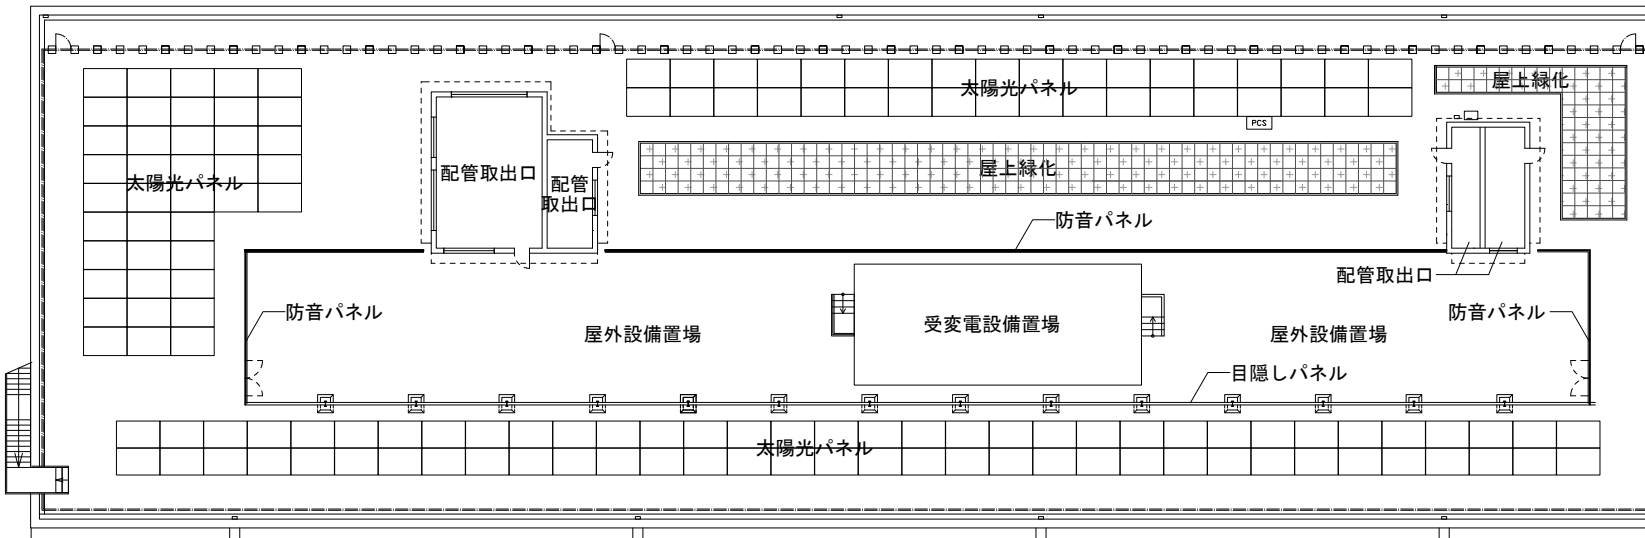 太陽光パネル
屋上緑化
PCS
配管取出口
屋上緑化
太陽光パネル
配管
取出口
防音パネル
配管取出口
防音パネル
防音パネル
受変電設備置場
屋外設備置場
屋外設備置場
目隠しパネル
太陽光パネル